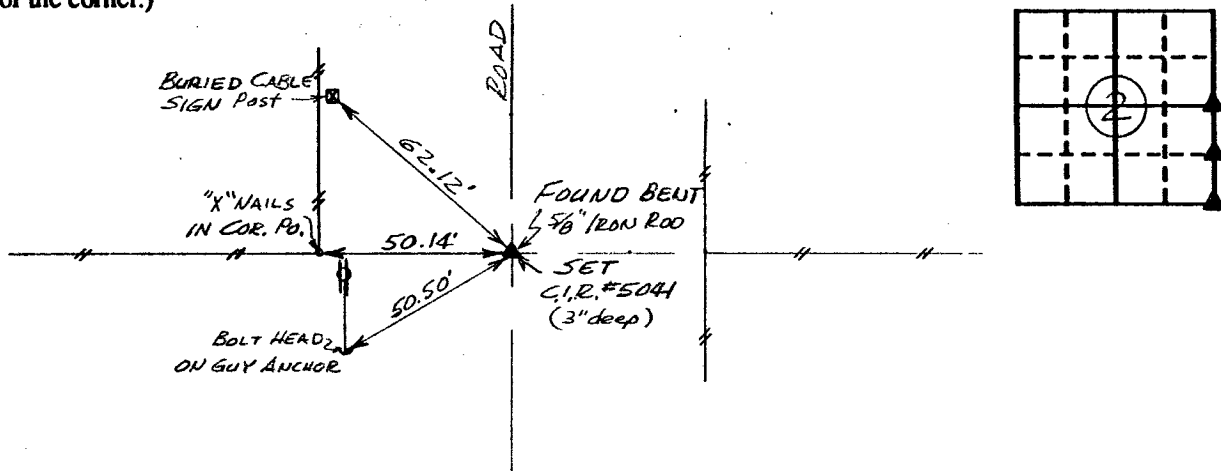 or the corner.)
ROAD
BURIED CABLE
SIGN Post
62.12'
"X" NAILS
IN COR. PO.
50.14'
FOUND BENT
5/8" IRON ROD
SET
C.I.R. #5041
(3" deep)
50.50'
BOLT HEAD
ON GUY ANCHOR
2